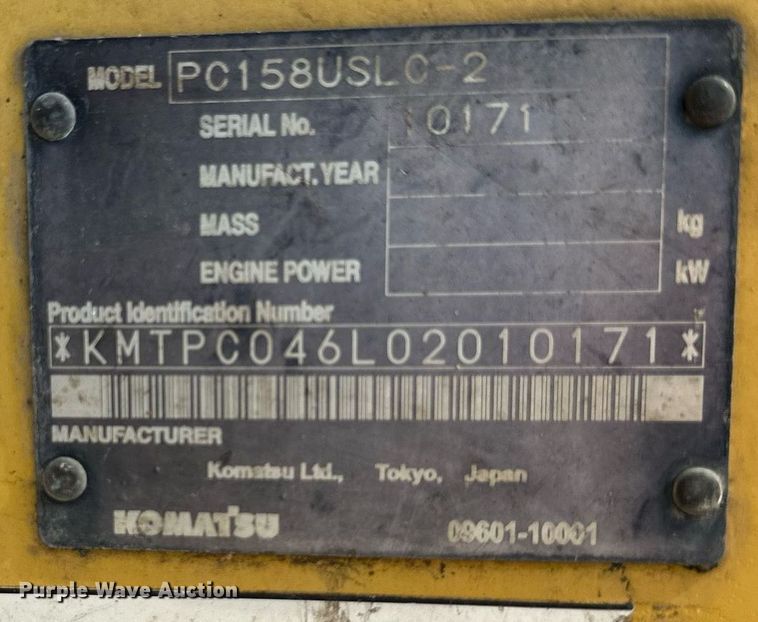 MODEL PC158USLC-2
SERIAL No. 10171
MANUFACT. YEAR
MASS kg
ENGINE POWER kW
Product Identification Number
*KMTPC046L02010171*
MANUFACTURER
Komatsu Ltd., Tokyo, Japan
KOMATSU 09601-10001
Purple Wave Auction